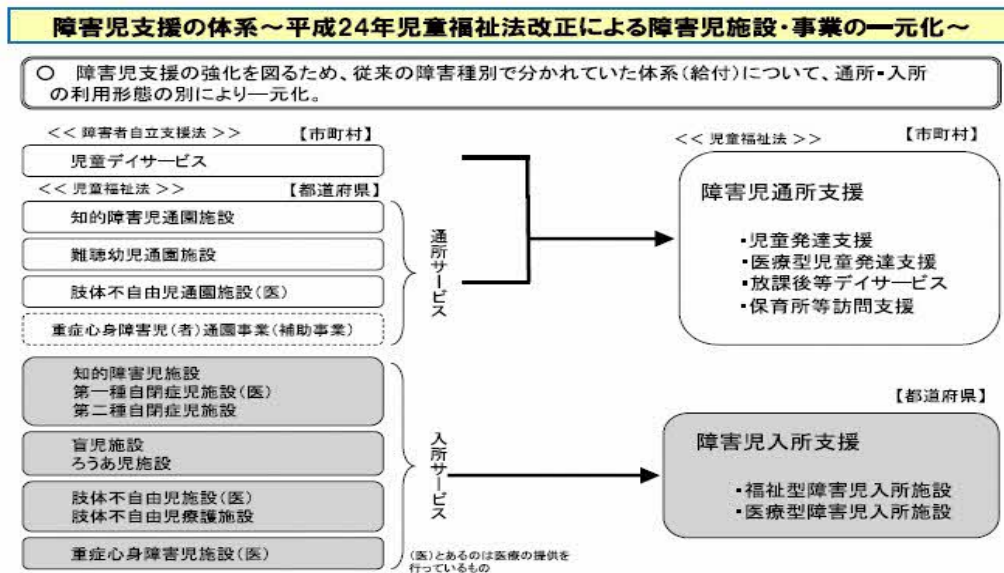 障害児支援の体系~平成24年児童福祉法改正による障害児施設・事業の一元化~
○ 障害児支援の強化を図るため、従来の障害種別で分かれていた体系(給付)について、通所・入所
の利用形態の別により一元化。
<< 障害者自立支援法 >> 【市町村】
児童デイサービス
<< 児童福祉法 >> 【都道府県】
知的障害児通園施設
難聴幼児通園施設
肢体不自由児通園施設(医)
重症心身障害児(者)通園事業(補助事業)
通所サービス
<< 児童福祉法 >> 【市町村】
障害児通所支援
・児童発達支援
・医療型児童発達支援
・放課後等デイサービス
・保育所等訪問支援
知的障害児施設
第一種自閉症児施設(医)
第二種自閉症児施設
盲児施設
ろうあ児施設
肢体不自由児施設(医)
肢体不自由児療護施設
重症心身障害児施設(医)
入所サービス
(医)とあるのは医療の提供を
行っているもの
【都道府県】
障害児入所支援
・福祉型障害児入所施設
・医療型障害児入所施設